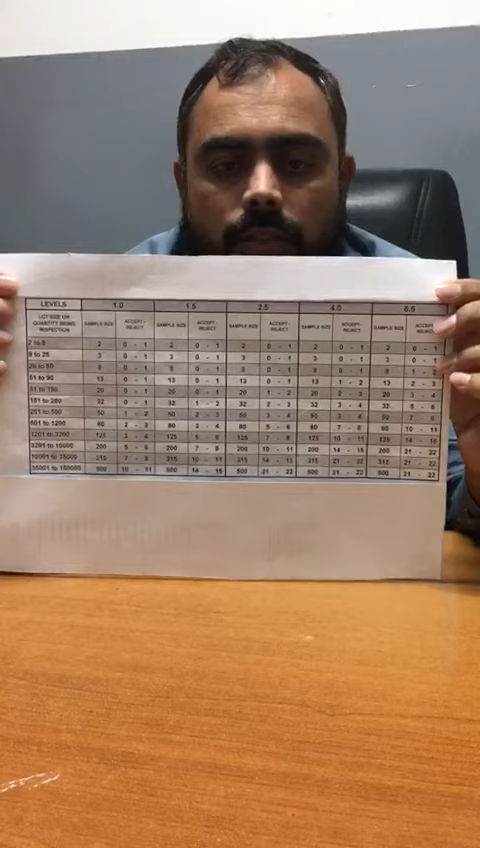 LEVELS 1.0 1.5 2.5 4.0 6.5
LOT SIZE OR QUANTITY BEING INSPECTION SAMPLE SIZE ACCEPT - REJECT SAMPLE SIZE ACCEPT - REJECT SAMPLE SIZE ACCEPT - REJECT SAMPLE SIZE ACCEPT - REJECT SAMPLE SIZE ACCEPT REJECT
2 to 8 2 0 - 1 2 0 - 1 2 0 - 1 2 0 - 1 2 0 - 1
9 to 25 3 0 - 1 3 0 - 1 3 0 - 1 3 0 - 1 3 0 - 1
26 to 50 8 0 - 1 8 0 - 1 8 0 - 1 8 0 - 1 8 1 -
51 to 90 13 0 - 1 13 0 - 1 13 0 - 1 13 1 - 2 13 2 - 3
91 to 150 20 0 - 1 20 0 - 1 20 1 - 2 20 2 - 3 20 3 - 4
151 to 280 32 0 - 1 32 1 - 2 32 2 - 3 32 3 - 4 32 5 - 6
281 to 500 50 1 - 2 50 2 - 3 50 3 - 4 50 5 - 6 50 7 - 8
501 to 1200 80 2 - 3 80 3 - 4 80 5 - 6 80 7 - 8 80 10 - 11
1201 to 3200 125 3 - 4 125 5 - 6 125 7 - 8 125 10 - 11 125 14 - 15
3201 to 10000 200 5 - 6 200 7 - 8 200 10 - 11 200 14 - 15 200 21 - 22
10001 to 35000 315 7 - 8 315 10 - 11 315 14 - 15 315 21 - 22 315 21 - 22
35001 to 150000 500 10 - 11 500 14 - 15 500 21 - 22 500 21 - 22 500 21 - 22